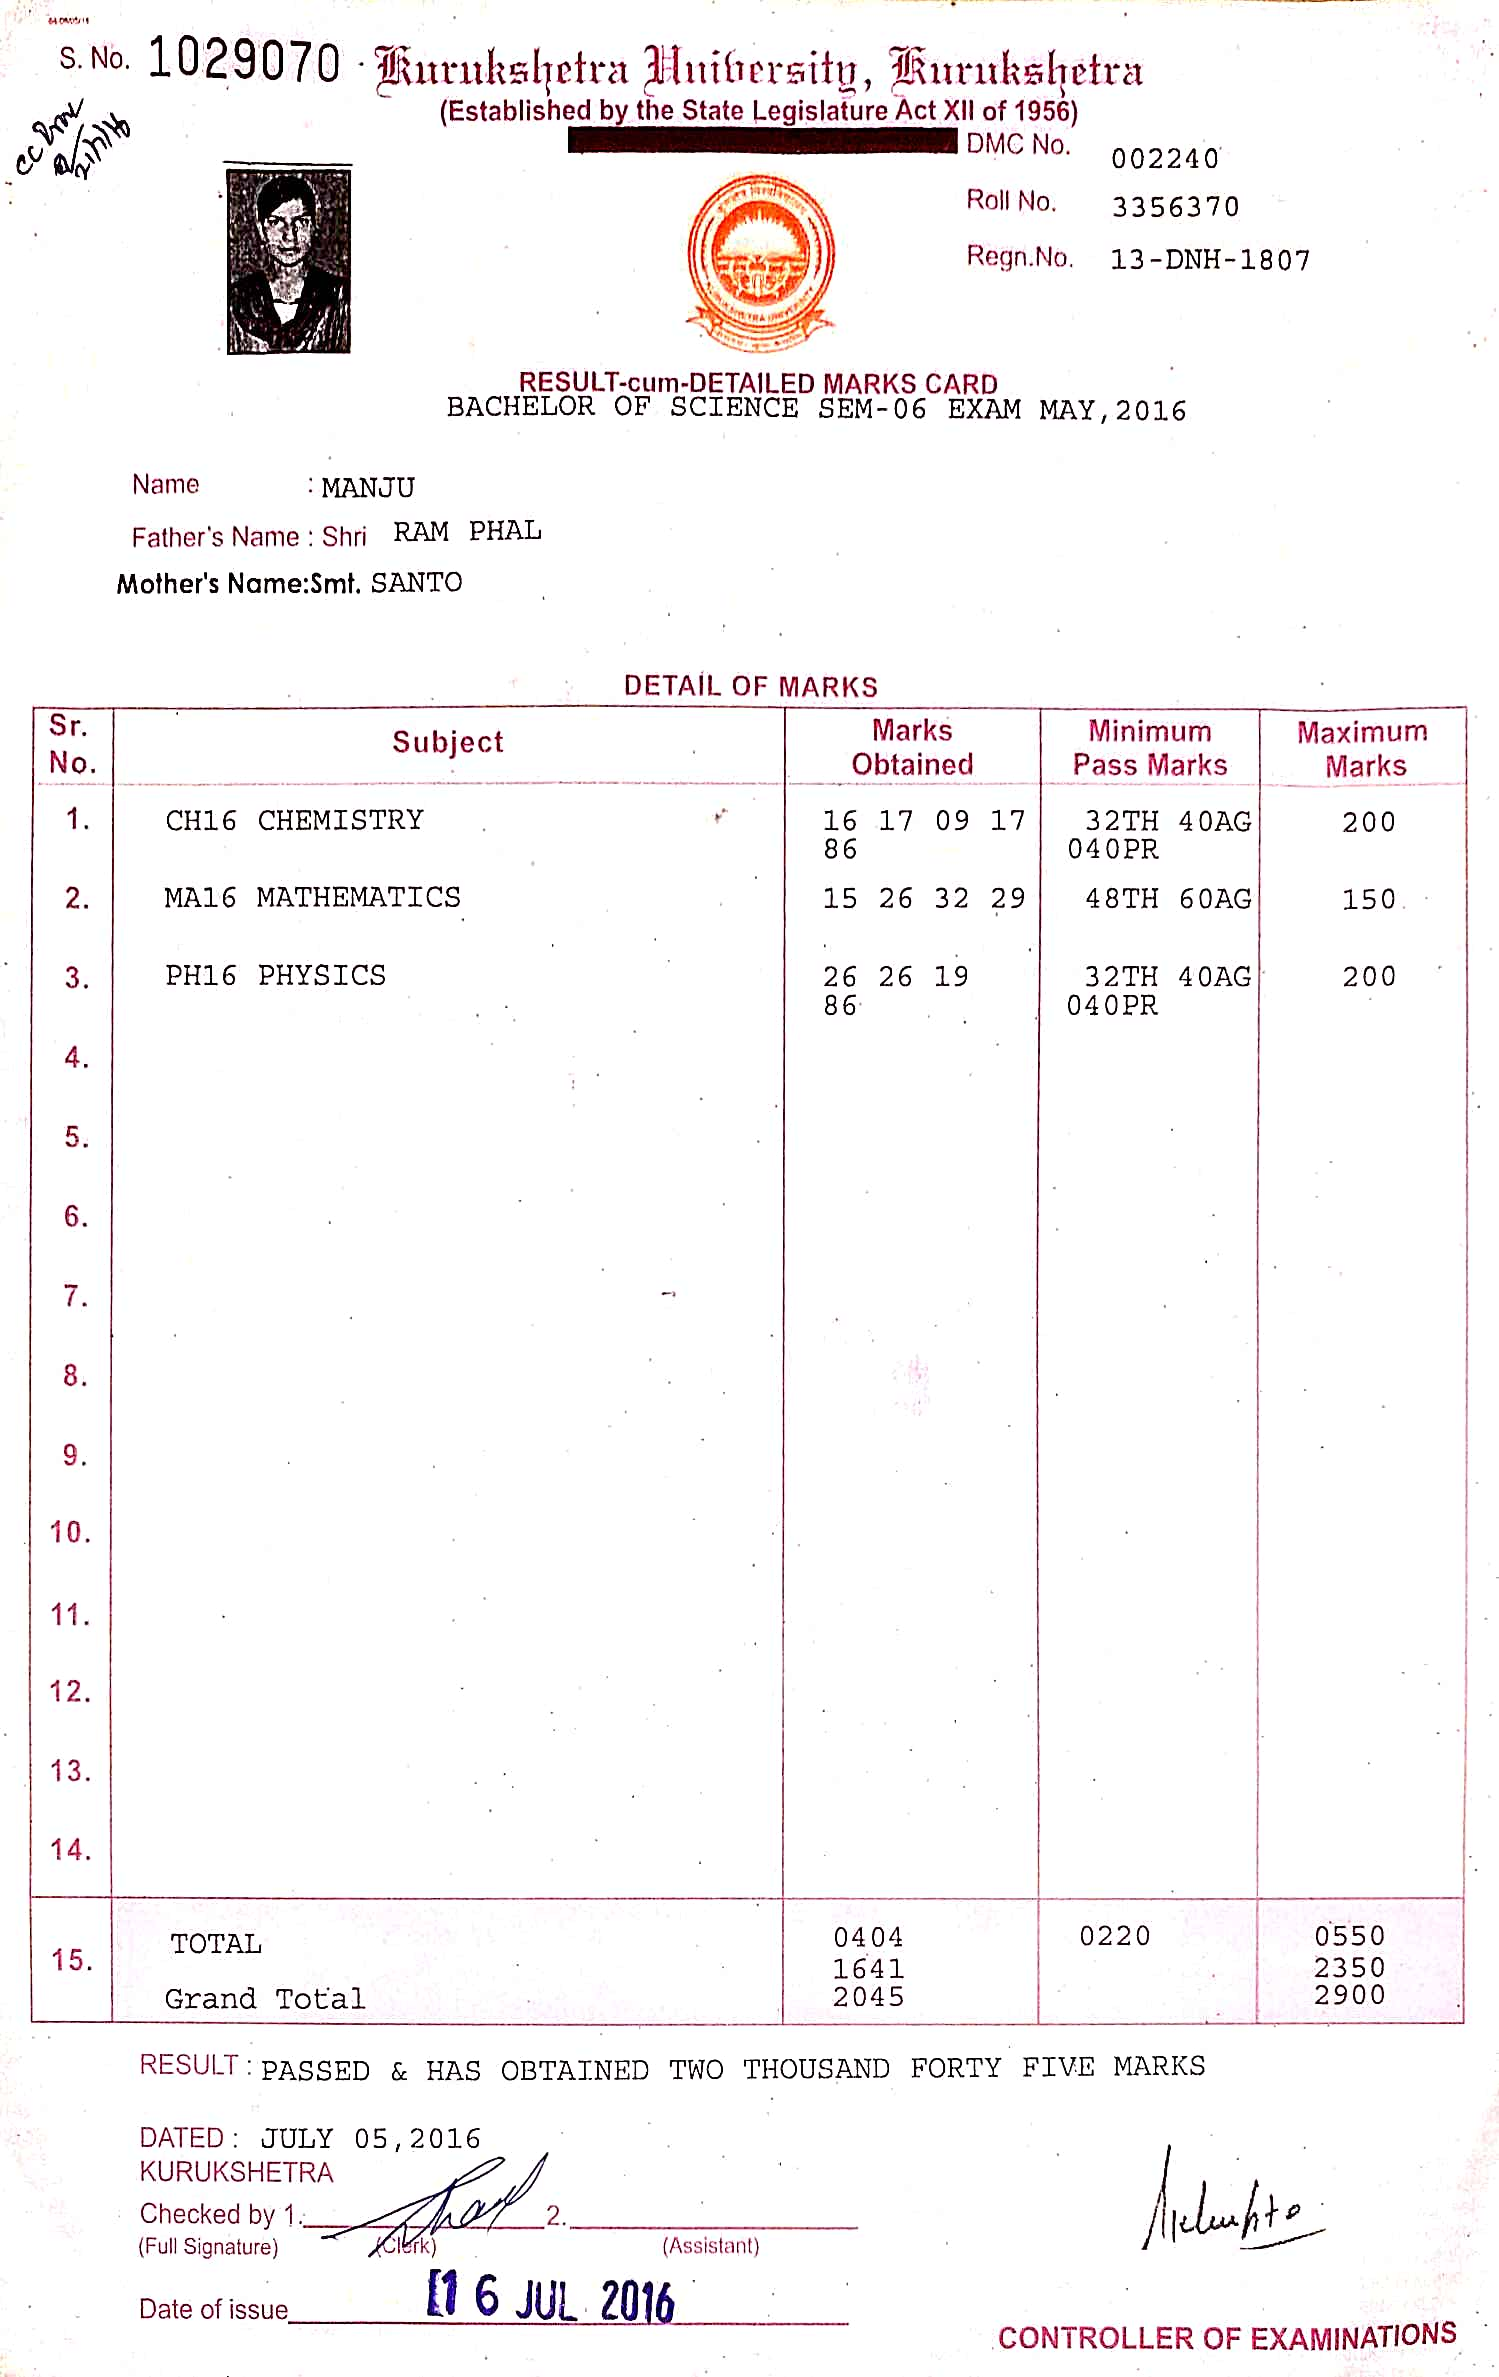 S. No. 1029070
Kurukshetra University, Kurukshetra
(Established by the State Legislature Act XII of 1956)
DMC No. 002240
Roll No. 3356370
Regn.No. 13-DNH-1807
RESULT-cum-DETAILED MARKS CARD
BACHELOR OF SCIENCE SEM-06 EXAM MAY,2016
Name : MANJU
Father's Name : Shri RAM PHAL
Mother's Name:Smt. SANTO
DETAIL OF MARKS
Sr. No. Subject Marks Obtained Minimum Pass Marks Maximum Marks
1. CH16 CHEMISTRY 16 17 09 17 32TH 40AG 200
86 040PR
2. MA16 MATHEMATICS 15 26 32 29 48TH 60AG 150
3. PH16 PHYSICS 26 26 19 32TH 40AG 200
86 040PR
4.
5.
6.
7.
8.
9.
10.
11.
12.
13.
14.
15. TOTAL 0404 0220 0550
1641 2350
Grand Total 2045 2900
RESULT : PASSED & HAS OBTAINED TWO THOUSAND FORTY FIVE MARKS
DATED : JULY 05,2016
KURUKSHETRA
Checked by 1. 2.
(Full Signature) (Clerk) (Assistant)
Date of issue 16 JUL 2016
CONTROLLER OF EXAMINATIONS